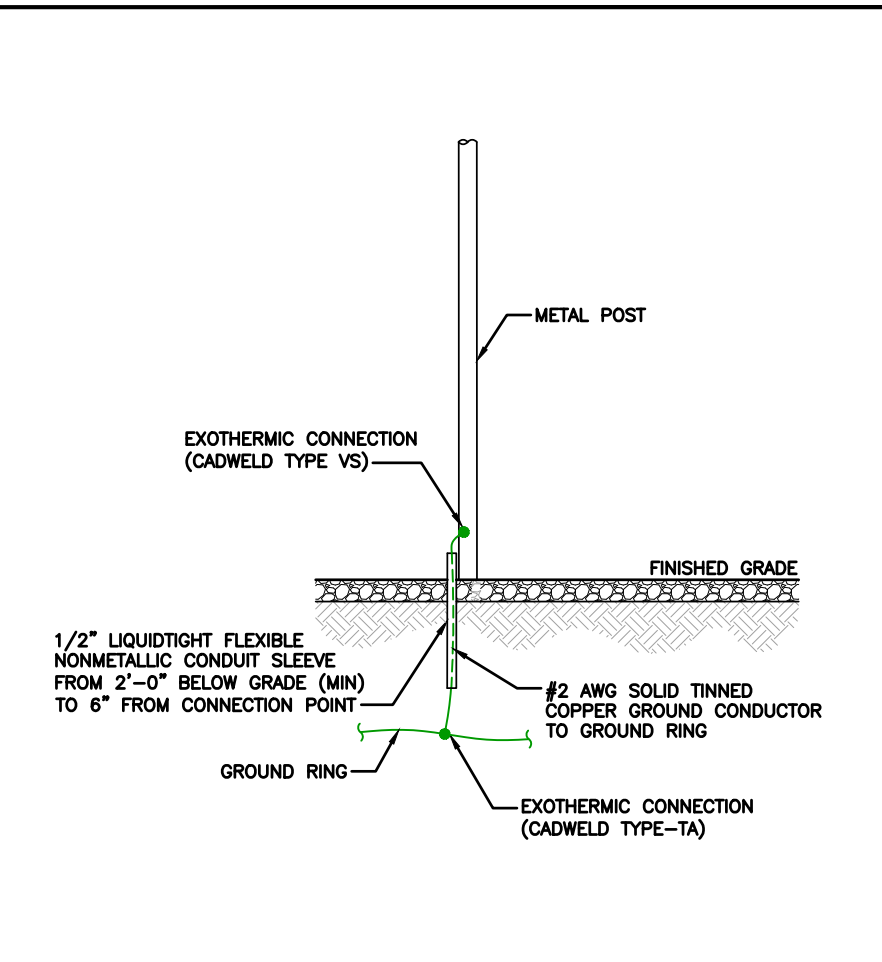 METAL POST
EXOTHERMIC CONNECTION
(CADWELD TYPE VS)
FINISHED GRADE
1/2" LIQUIDTIGHT FLEXIBLE
NONMETALLIC CONDUIT SLEEVE
FROM 2'-0" BELOW GRADE (MIN)
TO 6" FROM CONNECTION POINT
#2 AWG SOLID TINNED
COPPER GROUND CONDUCTOR
TO GROUND RING
GROUND RING
EXOTHERMIC CONNECTION
(CADWELD TYPE-TA)